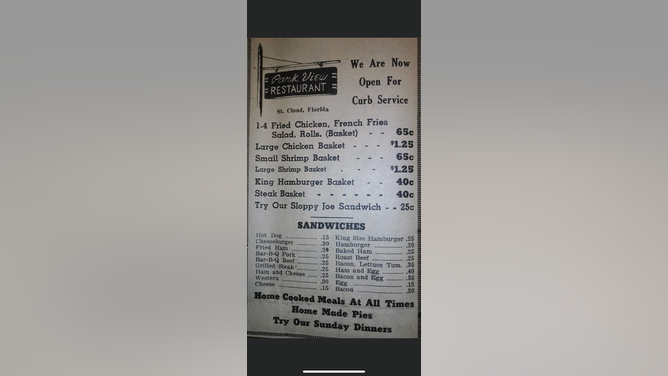 Park View
RESTAURANT
St. Cloud, Florida
We Are Now
Open For
Curb Service
1-4 Fried Chicken, French Fries
Salad, Rolls. (Basket) - - 65c
Large Chicken Basket - - - $1.25
Small Shrimp Basket - - - 65c
Large Shrimp Basket - - - $1.25
King Hamburger Basket - - 40c
Steak Basket - - - - - - 40c
Try Our Sloppy Joe Sandwich - - 25c
SANDWICHES
Hot Dog .15
Cheeseburger .30
Fried Ham
Bar-B-Q Pork .25
Bar-B-Q Beef .25
Grilled Steak .25
Ham and Cheese .25
Western .30
Cheese .15
King Size Hamburger .25
Hamburger .20
Baked Ham .25
Roast Beef .25
Bacon, Lettuce Tom.
Ham and Egg .40
Bacon and Egg
Egg .15
Bacon
Home Cooked Meals At All Times
Home Made Pies
Try Our Sunday Dinners